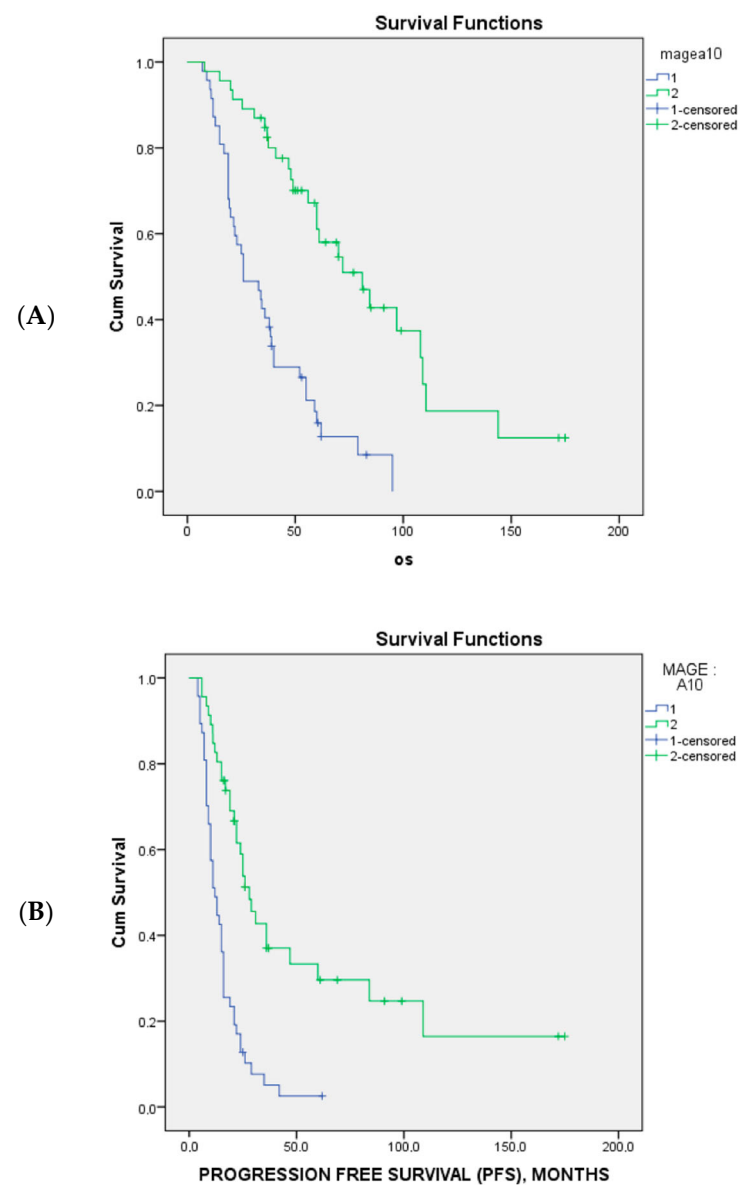 Survival Functions
magea10
1
2
1-censored
2-censored
1.0
0.8
0.6
0.4
0.2
0.0
Cum Survival
(A)
0
50
100
150
200
os
Survival Functions
MAGE :
A10
1
2
1-censored
2-censored
1.0
0.8
0.6
0.4
0.2
0.0
Cum Survival
(B)
0.0
50.0
100.0
150.0
200.0
PROGRESSION FREE SURVIVAL (PFS), MONTHS